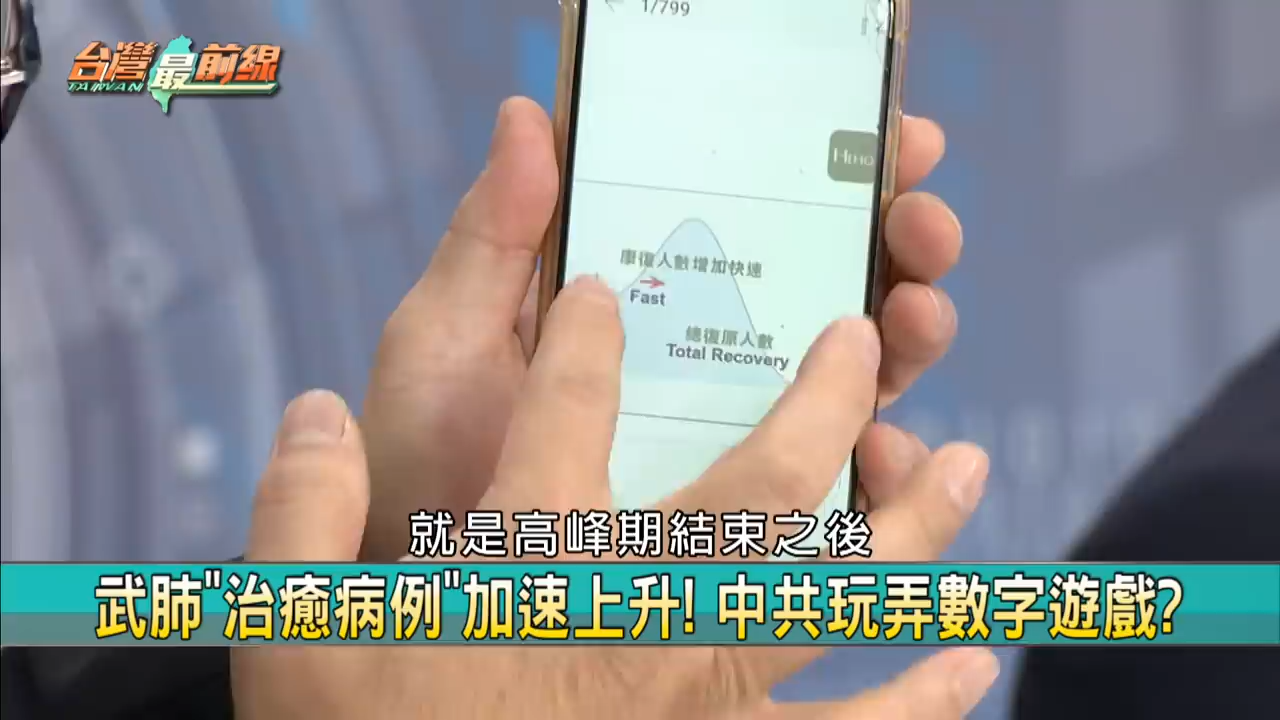 台灣最前線
TAIWAN
1/799
HEHO
康復人數增加快速
Fast
總復原人數
Total Recovery
就是高峰期結束之後
武肺"治癒病例"加速上升! 中共玩弄數字遊戲?